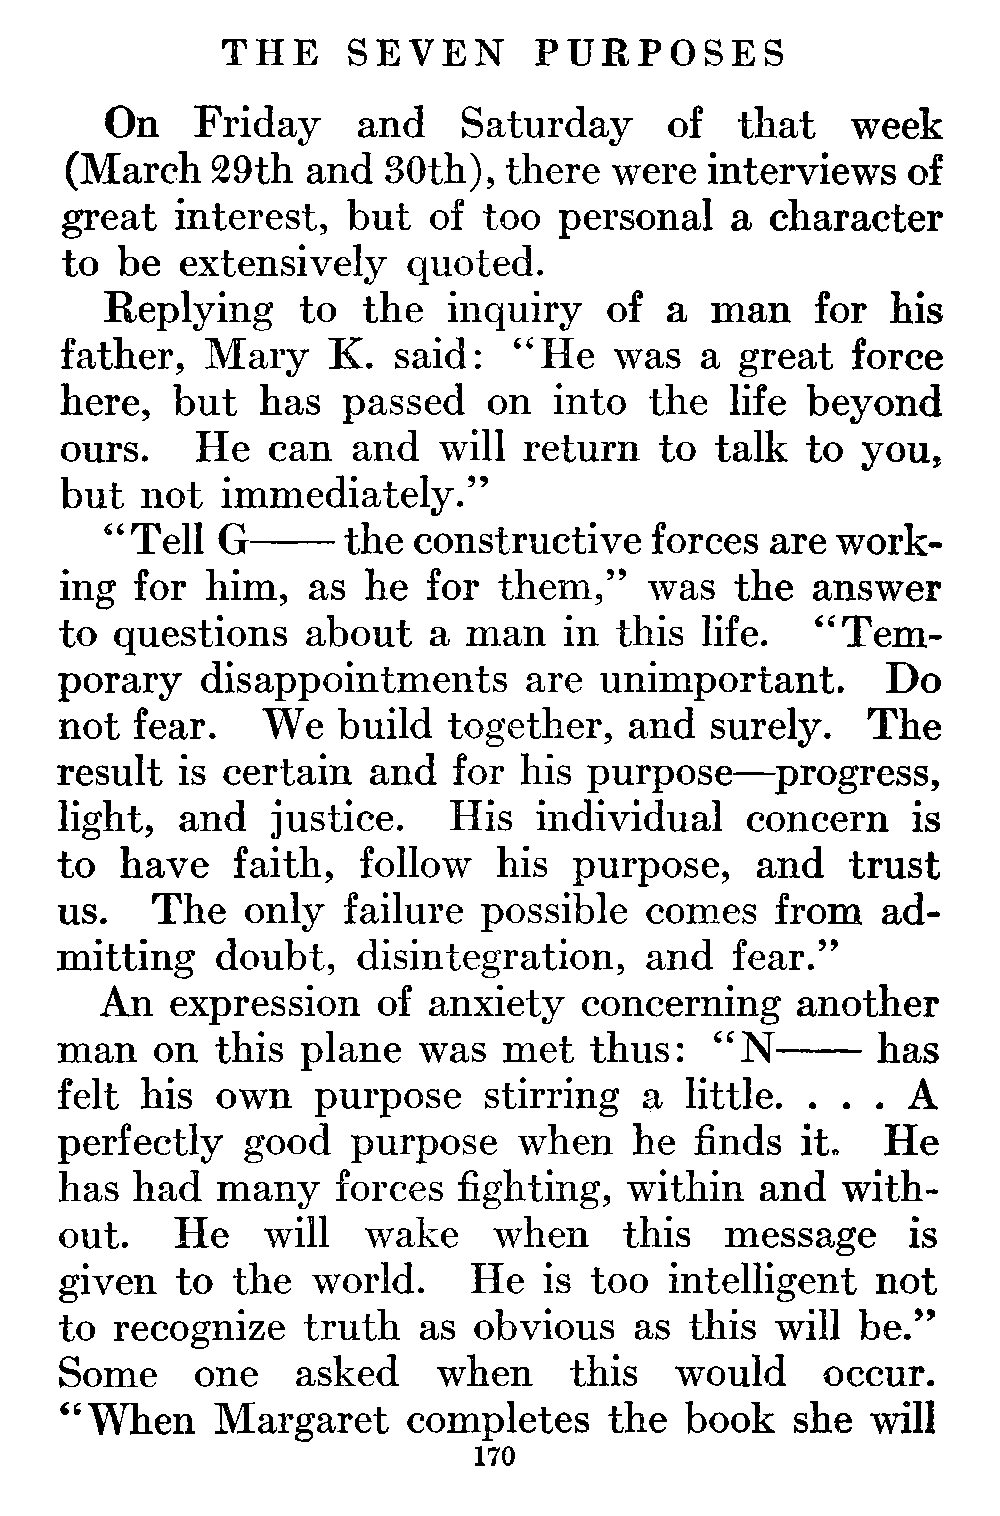 THE SEVEN PURPOSES
On Friday and Saturday of that week
(March 29th and 30th), there were interviews of
great interest, but of too personal a character
to be extensively quoted.
Replying to the inquiry of a man for his
father, Mary K. said: “He was a great force
here, but has passed on into the life beyond
ours. He can and will return to talk to you,
but not immediately.”
“Tell G—— the constructive forces are work-
ing for him, as he for them,” was the answer
to questions about a man in this life. “Tem-
porary disappointments are unimportant. Do
not fear. We build together, and surely. The
result is certain and for his purpose—progress,
light, and justice. His individual concern is
to have faith, follow his purpose, and trust
us. The only failure possible comes from ad-
mitting doubt, disintegration, and fear.”
An expression of anxiety concerning another
man on this plane was met thus: “N—— has
felt his own purpose stirring a little. . . . A
perfectly good purpose when he finds it. He
has had many forces fighting, within and with-
out. He will wake when this message is
given to the world. He is too intelligent not
to recognize truth as obvious as this will be.”
Some one asked when this would occur.
“When Margaret completes the book she will
170